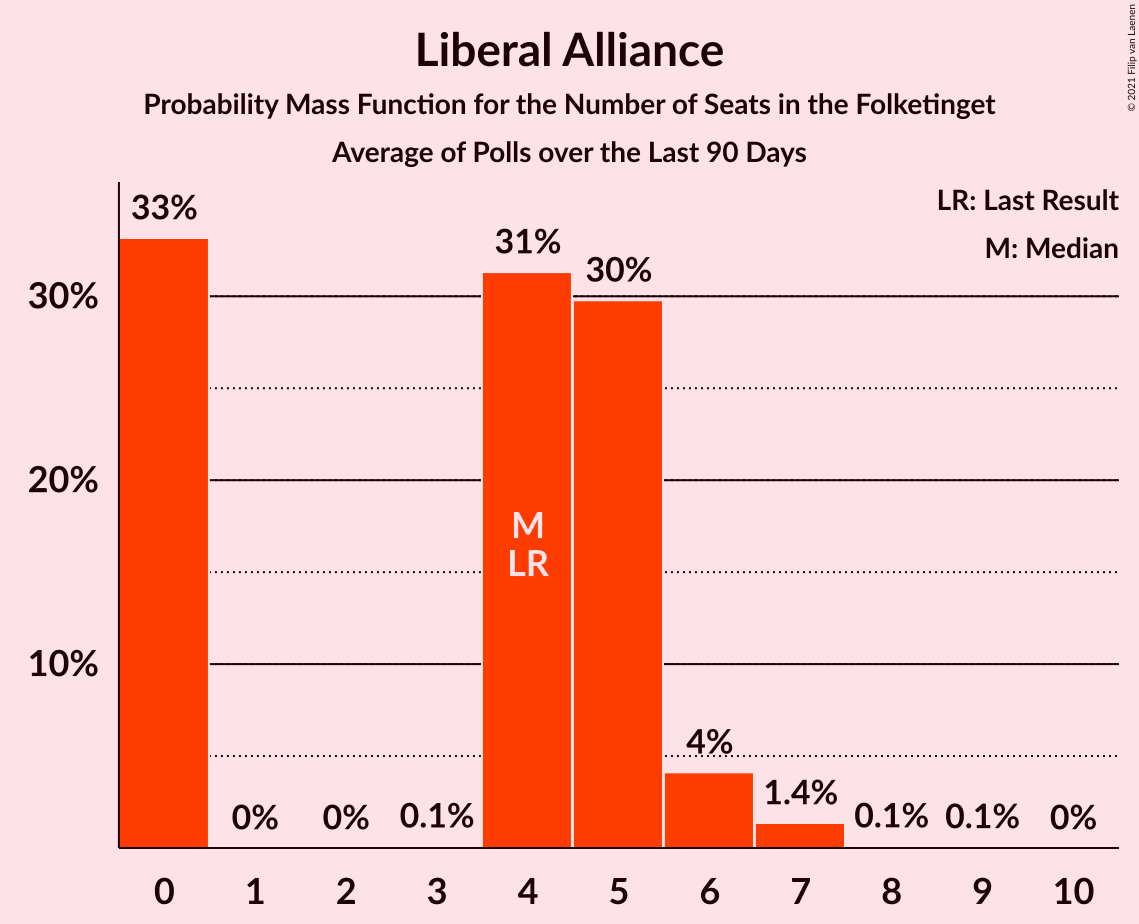 Liberal Alliance
Probability Mass Function for the Number of Seats in the Folketinget
Average of Polls over the Last 90 Days
© 2021 Filip van Laenen
LR: Last Result
M: Median
33%
0%
0%
0.1%
31%
30%
4%
1.4%
0.1%
0.1%
0%
M
LR
30%
20%
10%
0 1 2 3 4 5 6 7 8 9 10